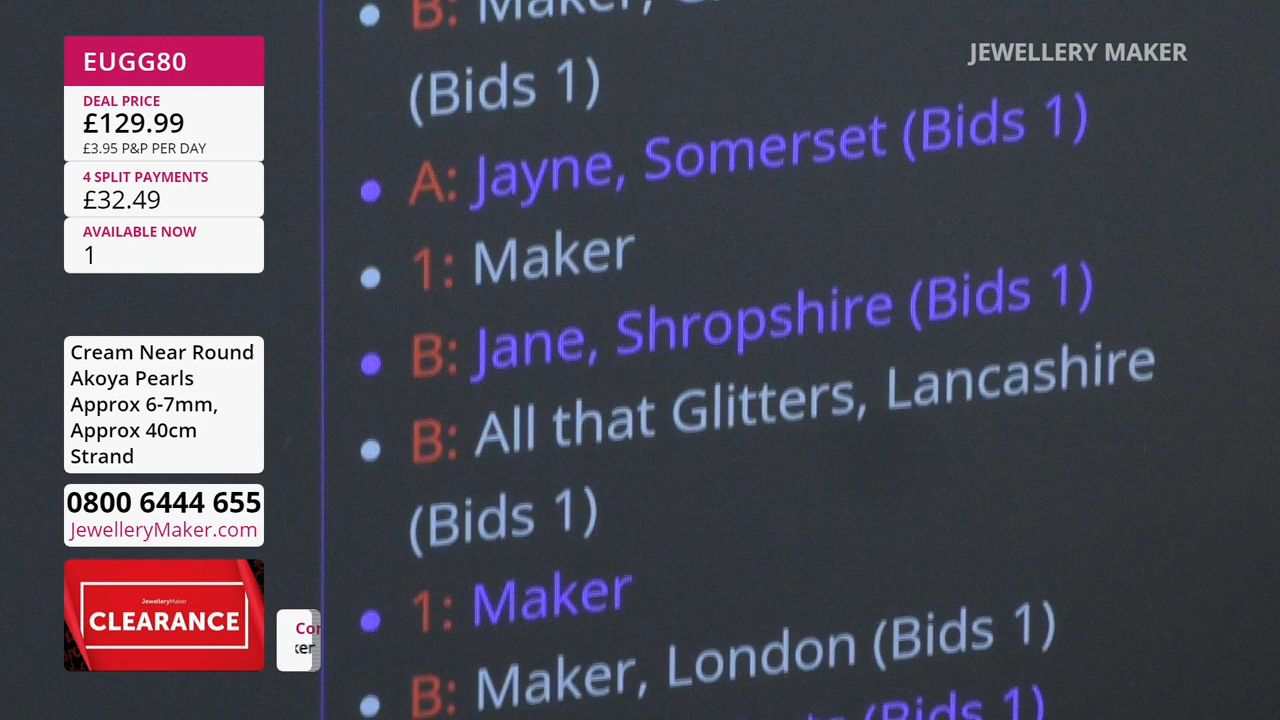 EUGG80
DEAL PRICE
£129.99
£3.95 P&P PER DAY
4 SPLIT PAYMENTS
£32.49
AVAILABLE NOW
1
Cream Near Round
Akoya Pearls
Approx 6-7mm,
Approx 40cm
Strand
0800 6444 655
JewelleryMaker.com
JewelleryMaker
CLEARANCE
JEWELLERY MAKER
B: Maker,
(Bids 1)
A: Jayne, Somerset (Bids 1)
1: Maker
B: Jane, Shropshire (Bids 1)
B: All that Glitters, Lancashire
(Bids 1)
1: Maker
B: Maker, London (Bids 1)
(Bids 1)